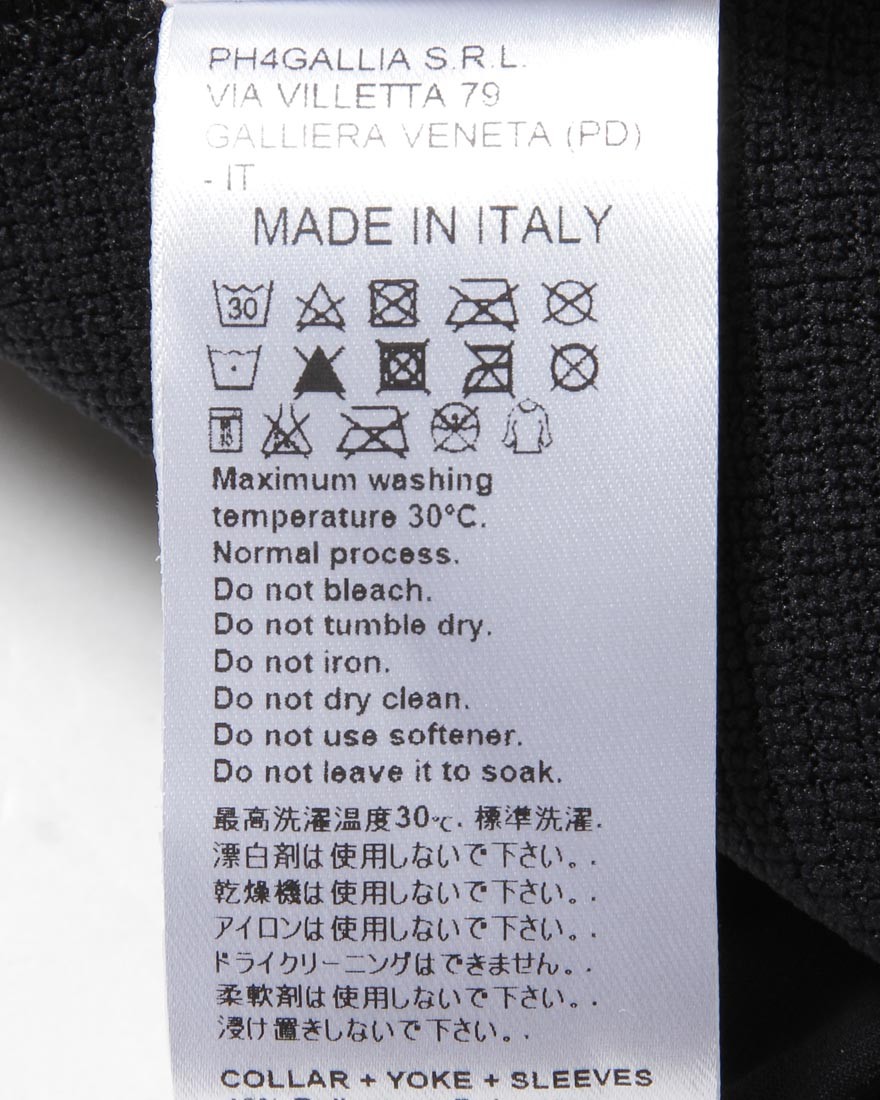 PH4GALLIA S.R.L.
VIA VILLETTA 79
GALLIERA VENETA (PD)
- IT
MADE IN ITALY
30
Maximum washing
temperature 30°C.
Normal process.
Do not bleach.
Do not tumble dry.
Do not iron.
Do not dry clean.
Do not use softener.
Do not leave it to soak.
最高洗濯温度30℃. 標準洗濯.
漂白剤は使用しないで下さい。.
乾燥機は使用しないで下さい。.
アイロンは使用しないで下さい。.
ドライクリーニングはできません。.
柔軟剤は使用しないで下さい。.
浸け置きしないで下さい。.
COLLAR + YOKE + SLEEVES